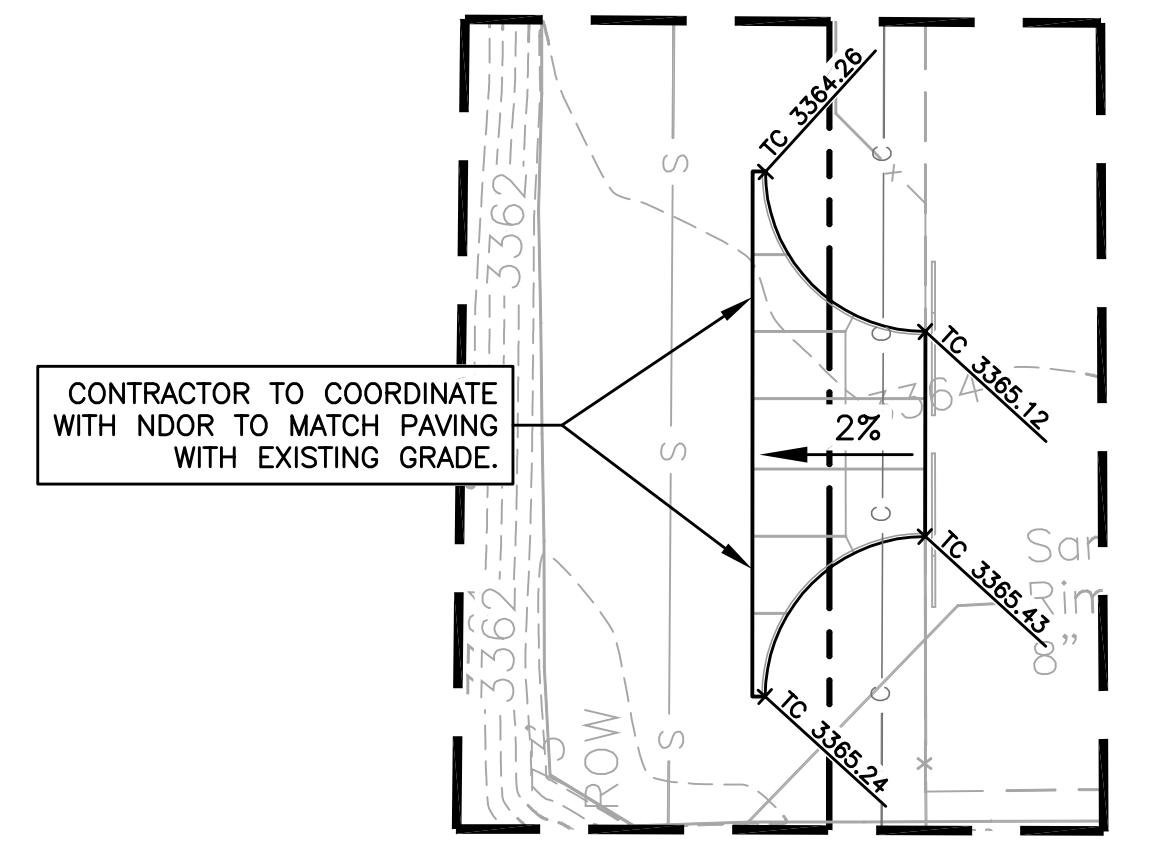 TC 3364.26
3362
S
C
C
TC 3365.12
3364
CONTRACTOR TO COORDINATE
WITH NDOR TO MATCH PAVING
WITH EXISTING GRADE.
2%
S
C
TC 3365.43
3362
Rim
8"
C
TC 3365.24
S
ROW